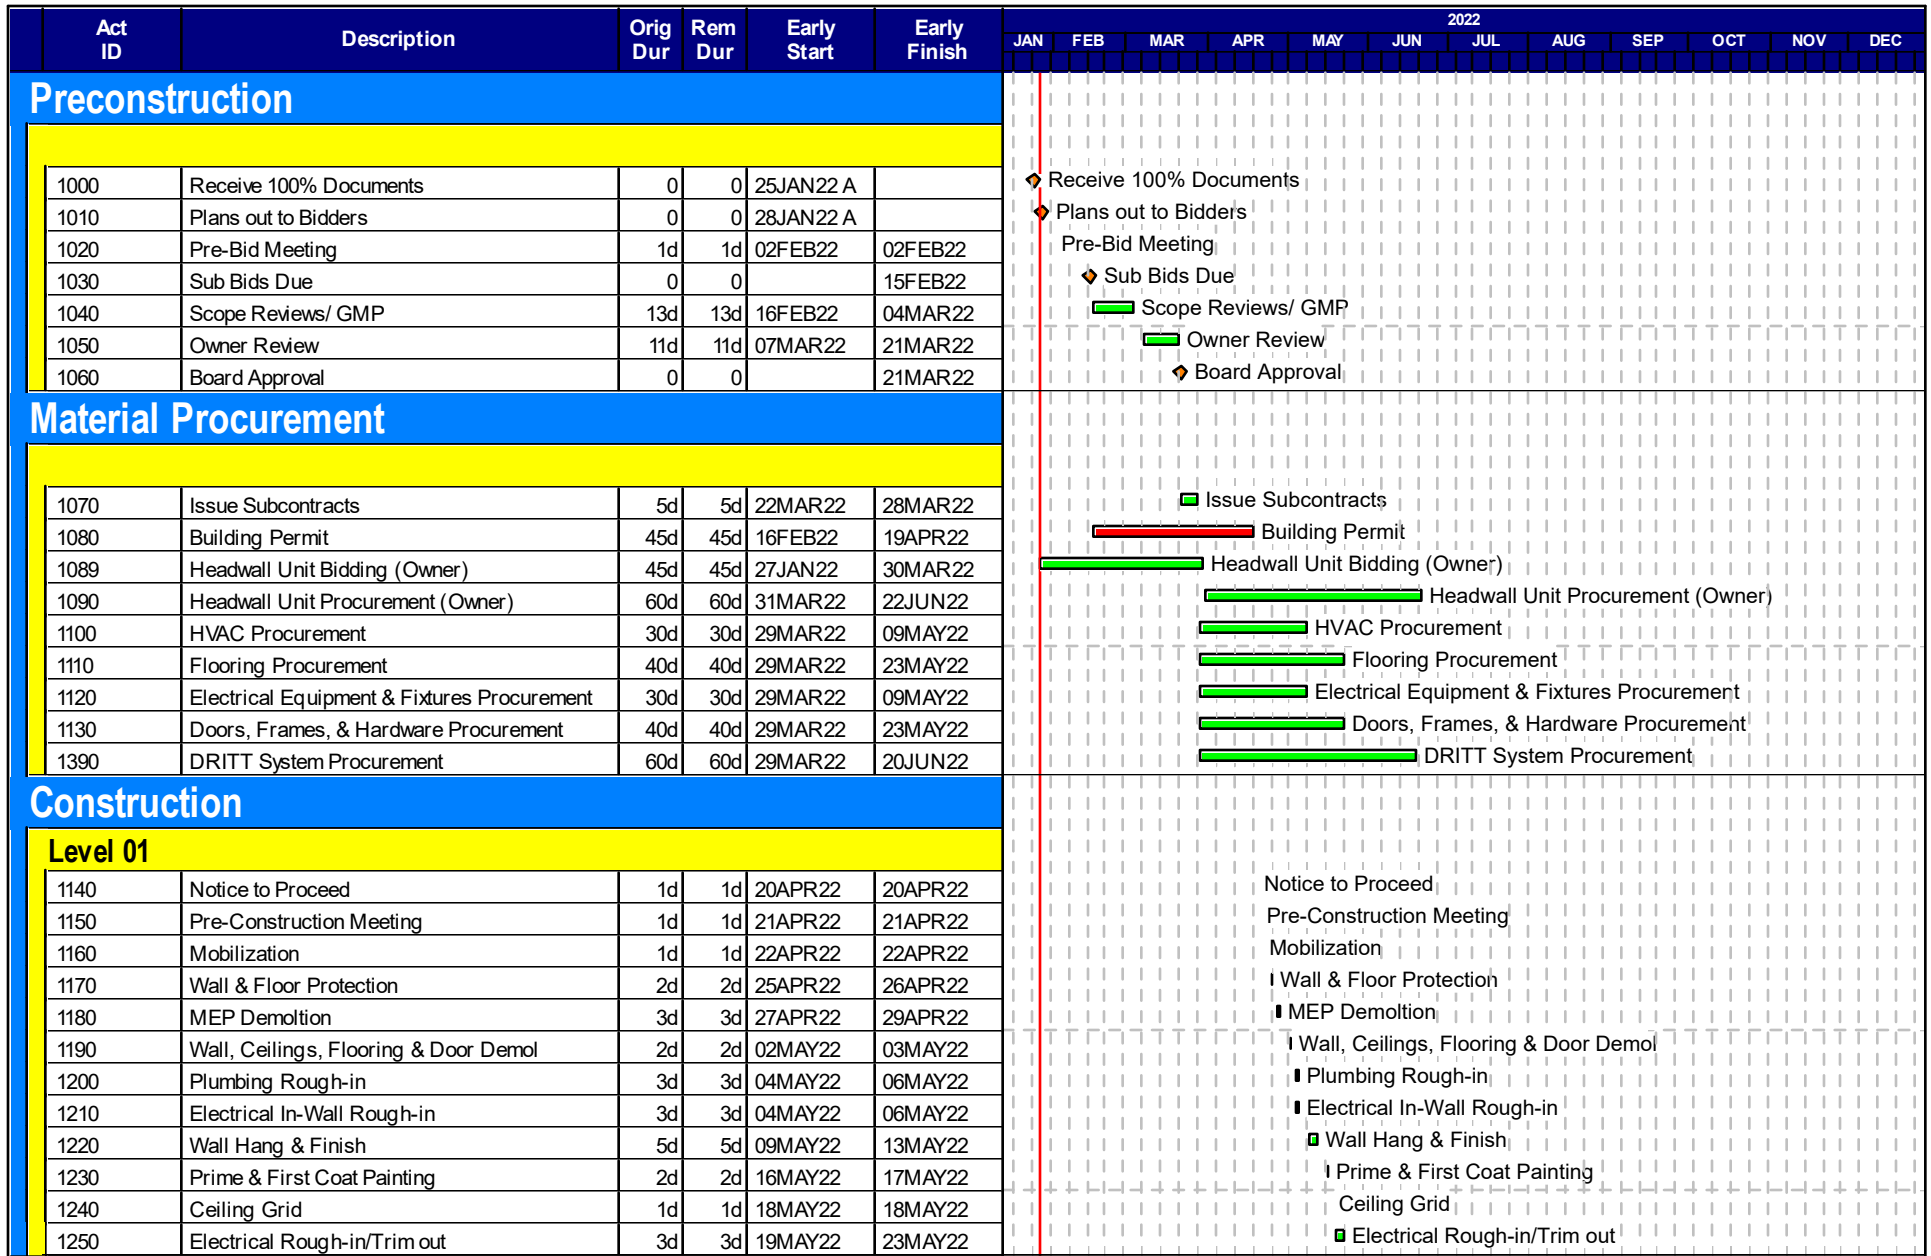 Act ID Description Orig Dur Rem Dur Early Start Early Finish 2022
JAN FEB MAR APR MAY JUN JUL AUG SEP OCT NOV DEC
Preconstruction
1000 Receive 100% Documents 0 0 25JAN22 A Receive 100% Documents
1010 Plans out to Bidders 0 0 28JAN22 A Plans out to Bidders
1020 Pre-Bid Meeting 1d 1d 02FEB22 02FEB22 Pre-Bid Meeting
1030 Sub Bids Due 0 0 15FEB22 Sub Bids Due
1040 Scope Reviews/ GMP 13d 13d 16FEB22 04MAR22 Scope Reviews/ GMP
1050 Owner Review 11d 11d 07MAR22 21MAR22 Owner Review
1060 Board Approval 0 0 21MAR22 Board Approval
Material Procurement
1070 Issue Subcontracts 5d 5d 22MAR22 28MAR22 Issue Subcontracts
1080 Building Permit 45d 45d 16FEB22 19APR22 Building Permit
1089 Headwall Unit Bidding (Owner) 45d 45d 27JAN22 30MAR22 Headwall Unit Bidding (Owner)
1090 Headwall Unit Procurement (Owner) 60d 60d 31MAR22 22JUN22 Headwall Unit Procurement (Owner)
1100 HVAC Procurement 30d 30d 29MAR22 09MAY22 HVAC Procurement
1110 Flooring Procurement 40d 40d 29MAR22 23MAY22 Flooring Procurement
1120 Electrical Equipment & Fixtures Procurement 30d 30d 29MAR22 09MAY22 Electrical Equipment & Fixtures Procurement
1130 Doors, Frames, & Hardware Procurement 40d 40d 29MAR22 23MAY22 Doors, Frames, & Hardware Procurement
1390 DRITT System Procurement 60d 60d 29MAR22 20JUN22 DRITT System Procurement
Construction
Level 01
1140 Notice to Proceed 1d 1d 20APR22 20APR22 Notice to Proceed
1150 Pre-Construction Meeting 1d 1d 21APR22 21APR22 Pre-Construction Meeting
1160 Mobilization 1d 1d 22APR22 22APR22 Mobilization
1170 Wall & Floor Protection 2d 2d 25APR22 26APR22 Wall & Floor Protection
1180 MEP Demoltion 3d 3d 27APR22 29APR22 MEP Demoltion
1190 Wall, Ceilings, Flooring & Door Demol 2d 2d 02MAY22 03MAY22 Wall, Ceilings, Flooring & Door Demol
1200 Plumbing Rough-in 3d 3d 04MAY22 06MAY22 Plumbing Rough-in
1210 Electrical In-Wall Rough-in 3d 3d 04MAY22 06MAY22 Electrical In-Wall Rough-in
1220 Wall Hang & Finish 5d 5d 09MAY22 13MAY22 Wall Hang & Finish
1230 Prime & First Coat Painting 2d 2d 16MAY22 17MAY22 Prime & First Coat Painting
1240 Ceiling Grid 1d 1d 18MAY22 18MAY22 Ceiling Grid
1250 Electrical Rough-in/Trim out 3d 3d 19MAY22 23MAY22 Electrical Rough-in/Trim out